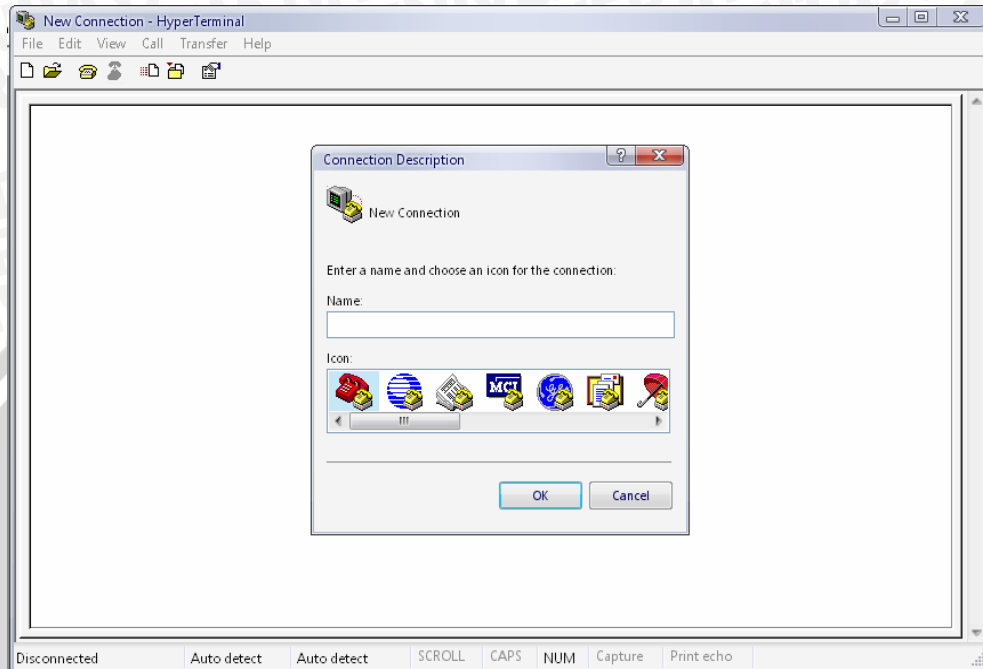 New Connection - HyperTerminal
File Edit View Call Transfer Help
Connection Description
New Connection
Enter a name and choose an icon for the connection:
Name:
Icon:
MCI
OK Cancel
Disconnected Auto detect Auto detect SCROLL CAPS NUM Capture Print echo